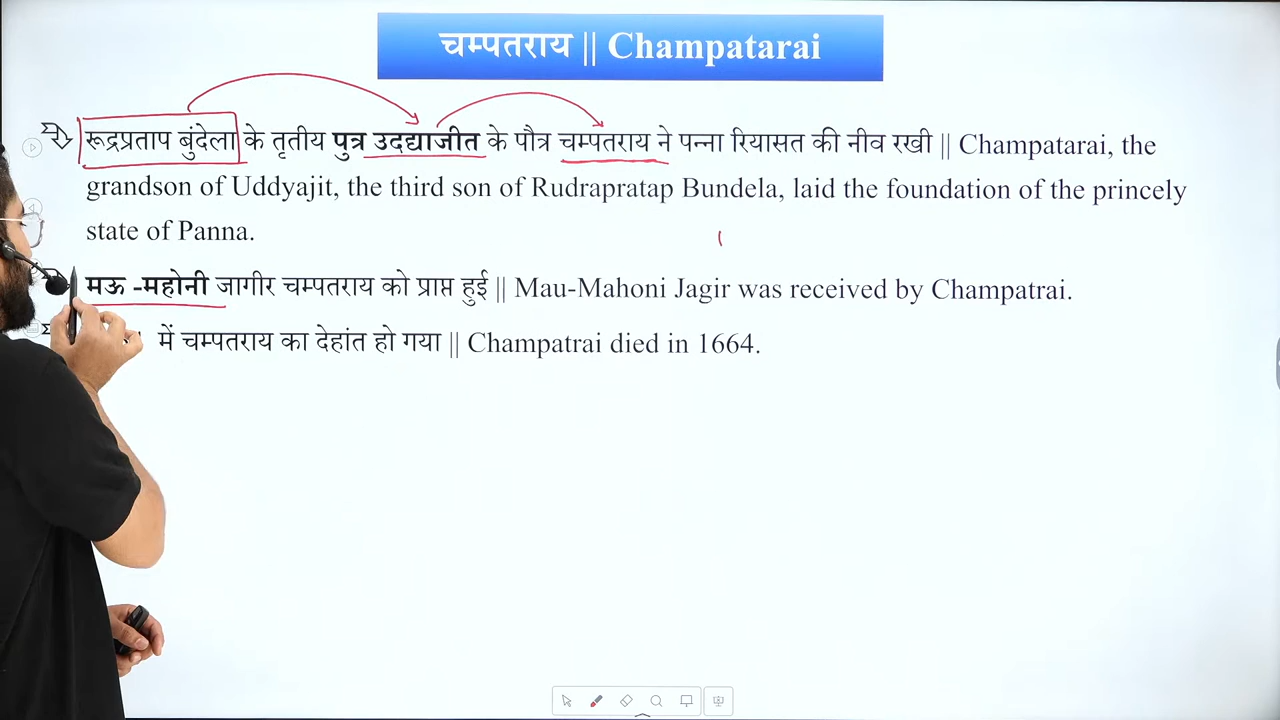 चम्पतराय || Champatarai
रूद्रप्रताप बुंदेला के तृतीय पुत्र उदद्याजीत के पौत्र चम्पतराय ने पन्ना रियासत की नीव रखी || Champatarai, the
grandson of Uddyajit, the third son of Rudrapratap Bundela, laid the foundation of the princely
state of Panna.
मऊ -महोनी जागीर चम्पतराय को प्राप्त हुई || Mau-Mahoni Jagir was received by Champatrai.
में चम्पतराय का देहांत हो गया || Champatrai died in 1664.